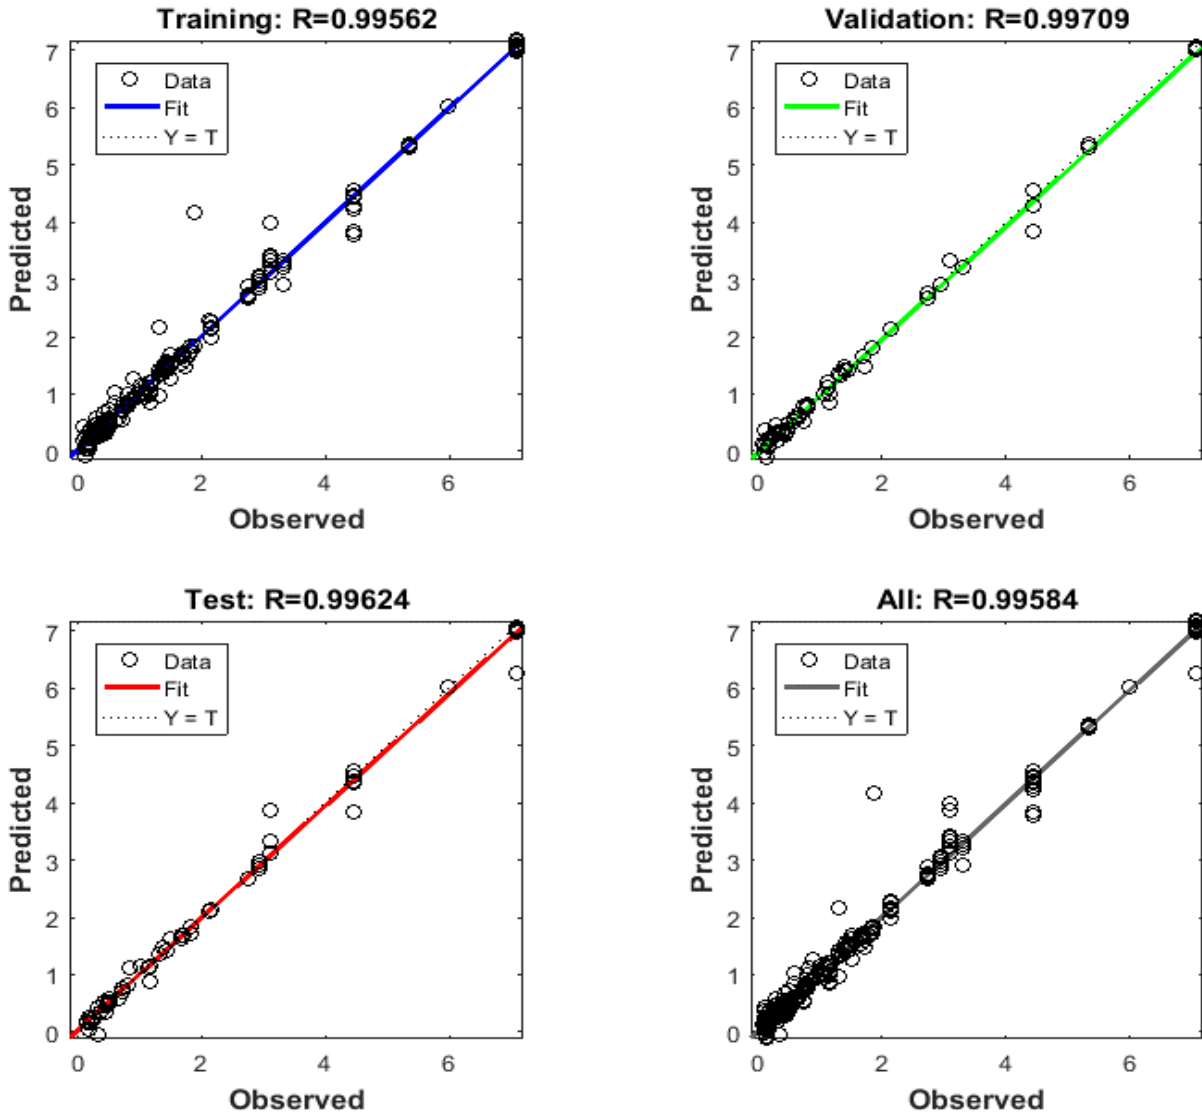 Training: R=0.99562
7
6
5
4
3
2
1
0
Data
Fit
Y = T
0 2 4 6
Predicted
Observed
Validation: R=0.99709
7
6
5
4
3
2
1
0
Data
Fit
Y = T
0 2 4 6
Predicted
Observed
Test: R=0.99624
7
6
5
4
3
2
1
0
Data
Fit
Y = T
0 2 4 6
Predicted
Observed
All: R=0.99584
7
6
5
4
3
2
1
0
Data
Fit
Y = T
0 2 4 6
Predicted
Observed